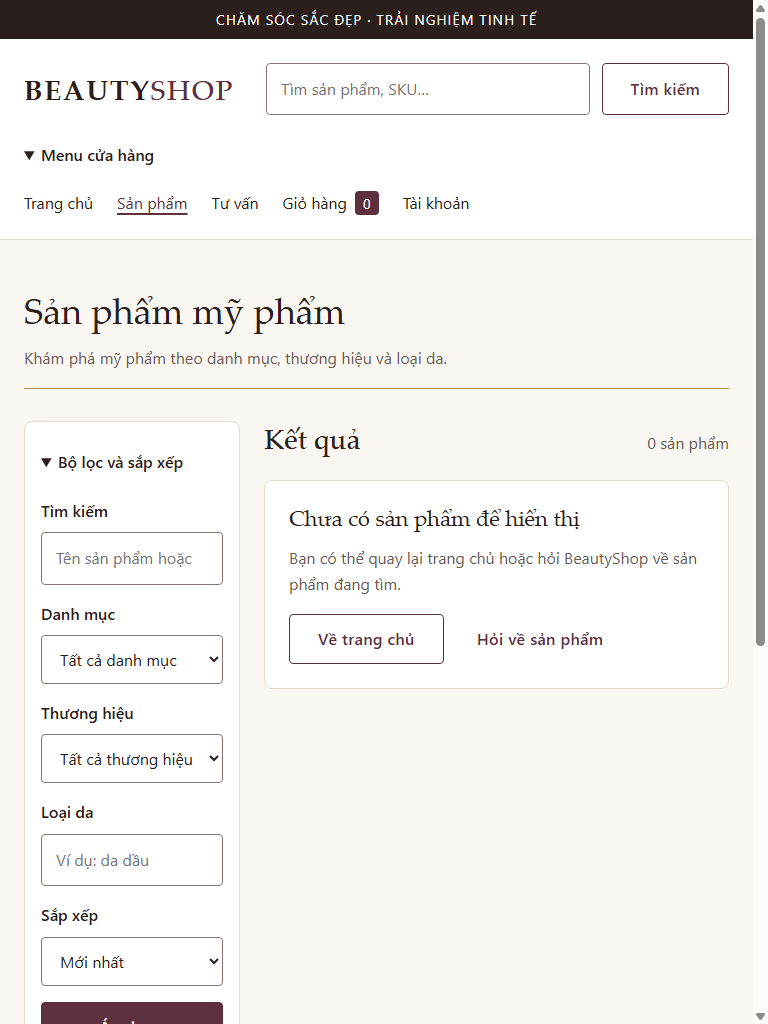 CHĂM SÓC SẮC ĐẸP · TRẢI NGHIỆM TINH TẾ
BEAUTYSHOP
Tìm sản phẩm, SKU...
Tìm kiếm
▼ Menu cửa hàng
Trang chủ Sản phẩm Tư vấn Giỏ hàng 0 Tài khoản
Sản phẩm mỹ phẩm
Khám phá mỹ phẩm theo danh mục, thương hiệu và loại da.
▼ Bộ lọc và sắp xếp
Tìm kiếm
Tên sản phẩm hoặc
Danh mục
Tất cả danh mục
Thương hiệu
Tất cả thương hiệu
Loại da
Ví dụ: da dầu
Sắp xếp
Mới nhất
Kết quả
0 sản phẩm
Chưa có sản phẩm để hiển thị
Bạn có thể quay lại trang chủ hoặc hỏi BeautyShop về sản
phẩm đang tìm.
Về trang chủ
Hỏi về sản phẩm